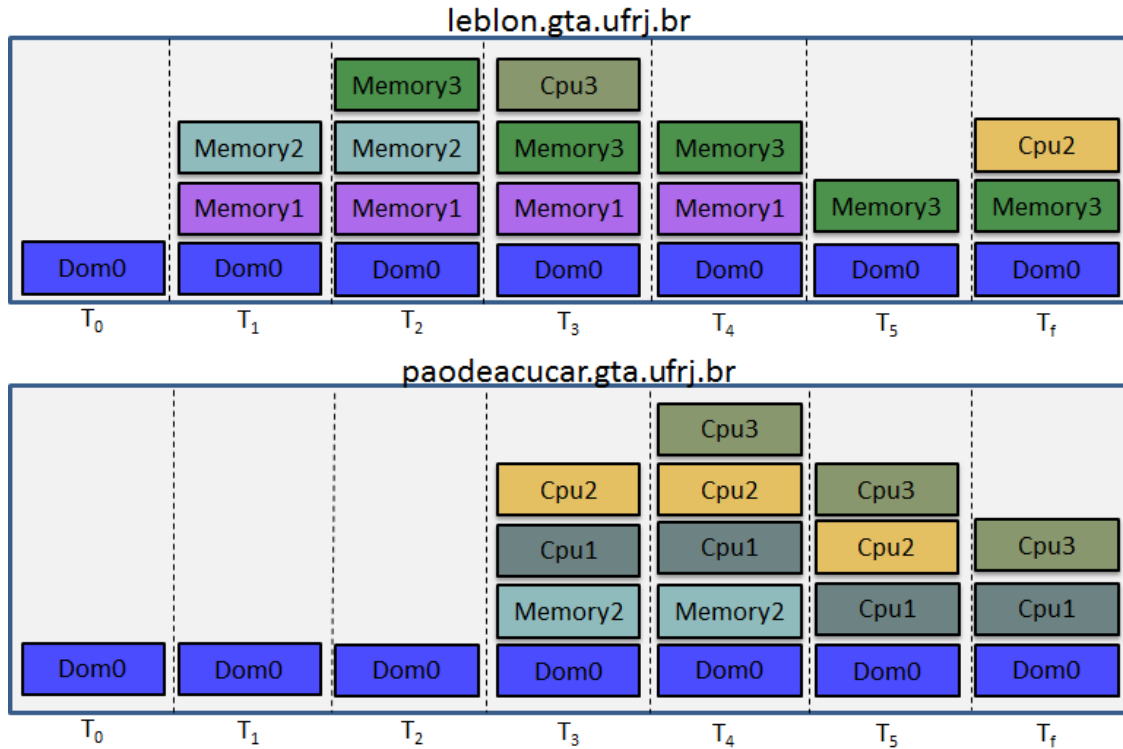 leblon.gta.ufrj.br
Memory3 Cpu3
Memory2 Memory2 Memory3 Memory3 Cpu2
Memory1 Memory1 Memory1 Memory1 Memory3 Memory3
Dom0 Dom0 Dom0 Dom0 Dom0 Dom0 Dom0
T0 T1 T2 T3 T4 T5 Tf
paodeacucar.gta.ufrj.br
Cpu3
Cpu2 Cpu2 Cpu3
Cpu1 Cpu1 Cpu2 Cpu3
Memory2 Memory2 Cpu1 Cpu1
Dom0 Dom0 Dom0 Dom0 Dom0 Dom0 Dom0
T0 T1 T2 T3 T4 T5 Tf